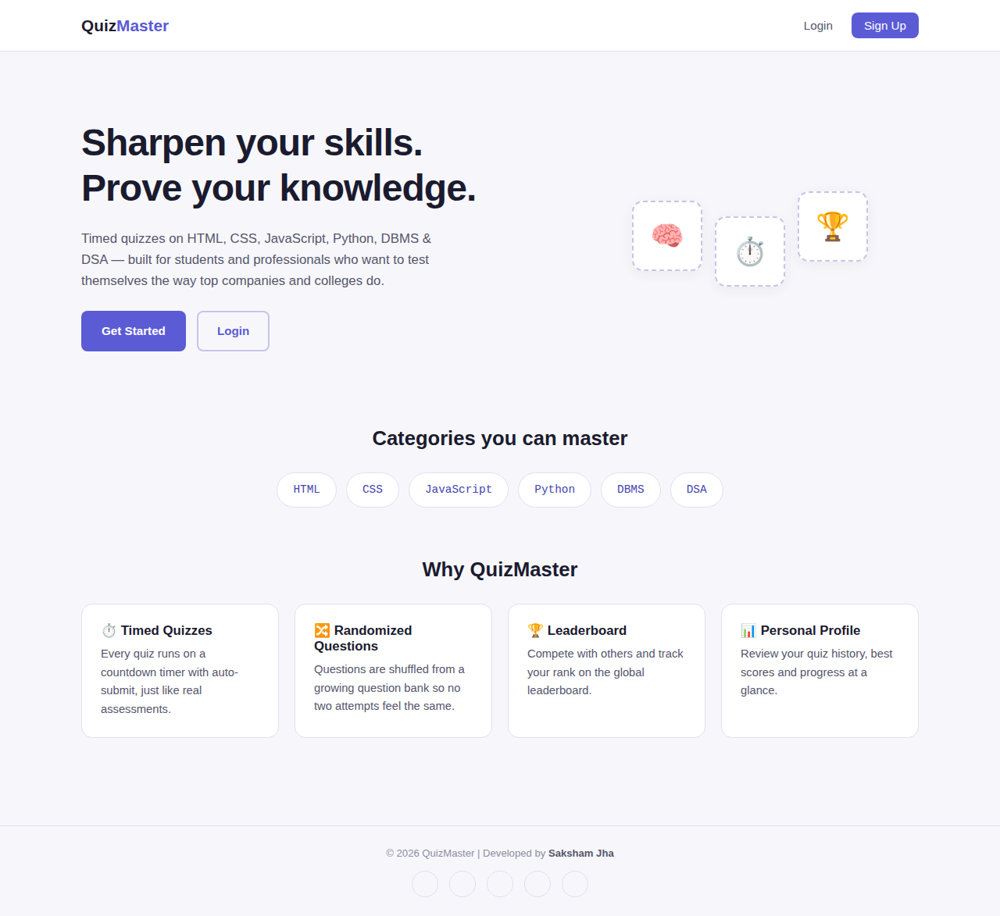 QuizMaster
Login
Sign Up
Sharpen your skills.
Prove your knowledge.
Timed quizzes on HTML, CSS, JavaScript, Python, DBMS &
DSA — built for students and professionals who want to test
themselves the way top companies and colleges do.
Get Started
Login
Categories you can master
HTML
CSS
JavaScript
Python
DBMS
DSA
Why QuizMaster
Timed Quizzes
Every quiz runs on a
countdown timer with auto-
submit, just like real
assessments.
Randomized
Questions
Questions are shuffled from a
growing question bank so no
two attempts feel the same.
Leaderboard
Compete with others and track
your rank on the global
leaderboard.
Personal Profile
Review your quiz history, best
scores and progress at a
glance.
© 2026 QuizMaster | Developed by Saksham Jha